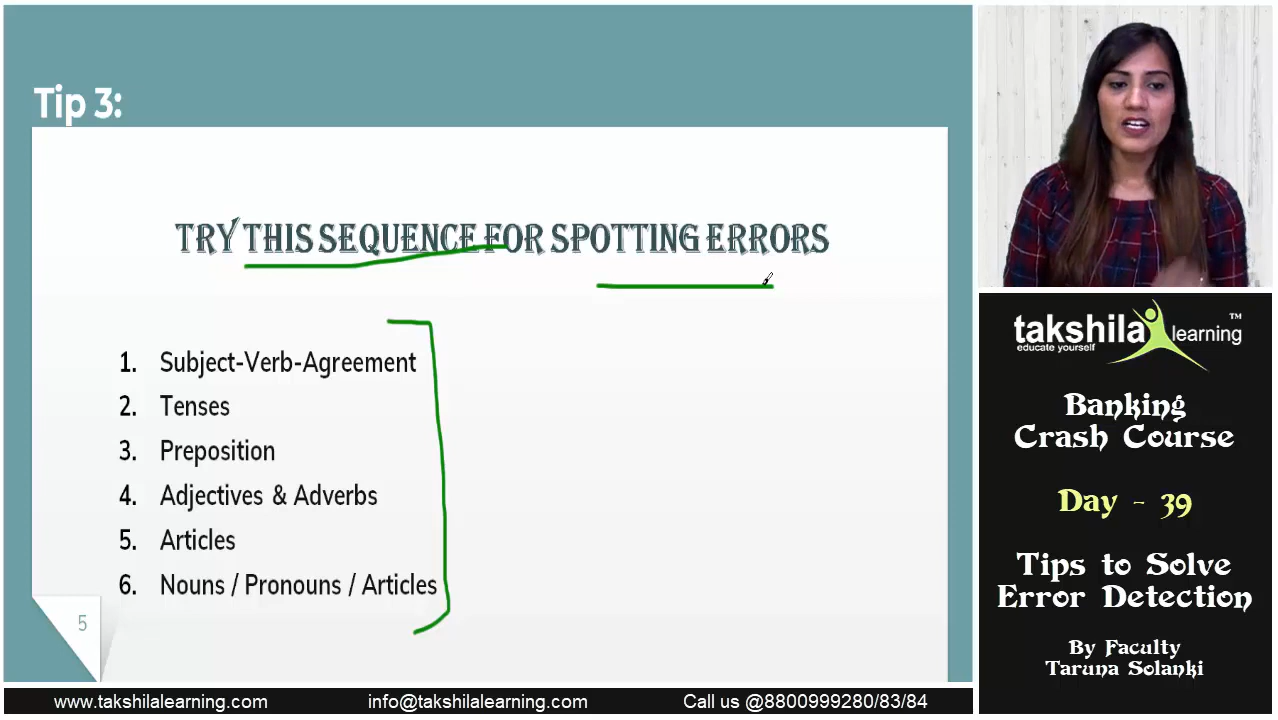 Tip 3:
TRY THIS SEQUENCE FOR SPOTTING ERRORS
1. Subject-Verb-Agreement
2. Tenses
3. Preposition
4. Adjectives & Adverbs
5. Articles
6. Nouns / Pronouns / Articles
5
takshila learning ™
educate yourself
Banking
Crash Course
Day - 39
Tips to Solve
Error Detection
By Faculty
Taruna Solanki
www.takshilalearning.com info@takshilalearning.com Call us @8800999280/83/84